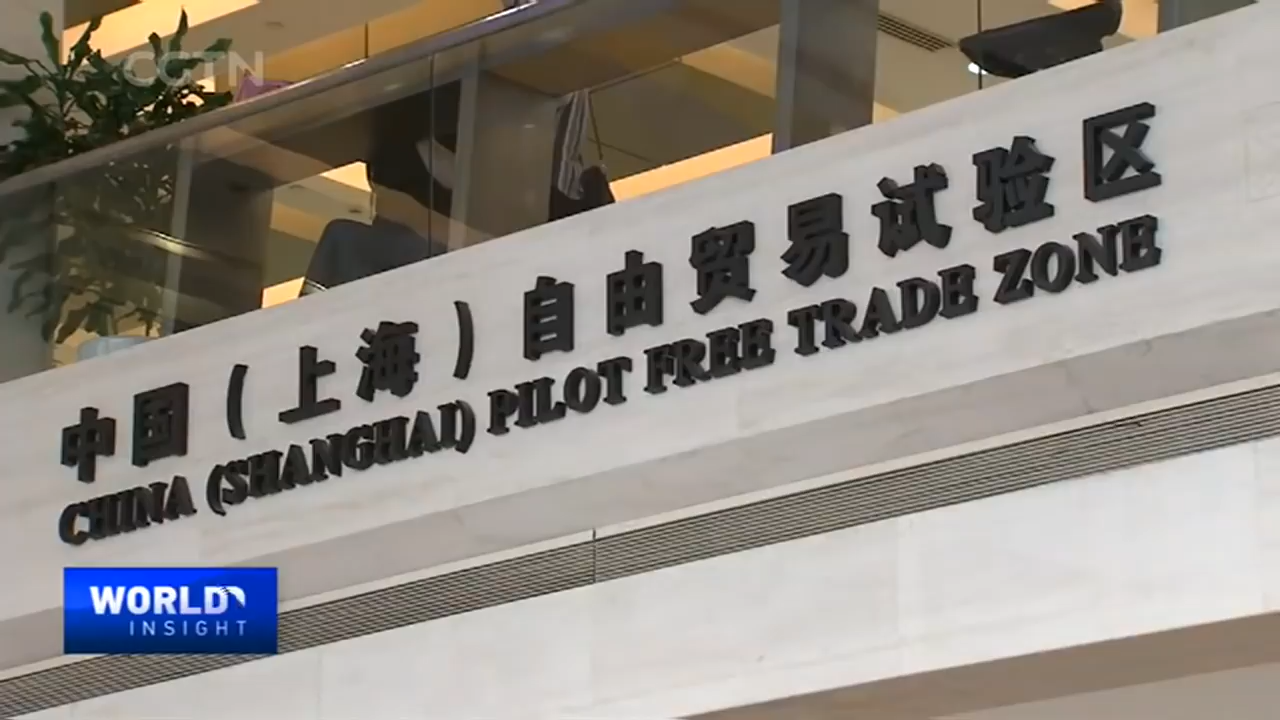 CGTN
中国（上海）自由贸易试验区
CHINA (SHANGHAI) PILOT FREE TRADE ZONE
WORLD
INSIGHT